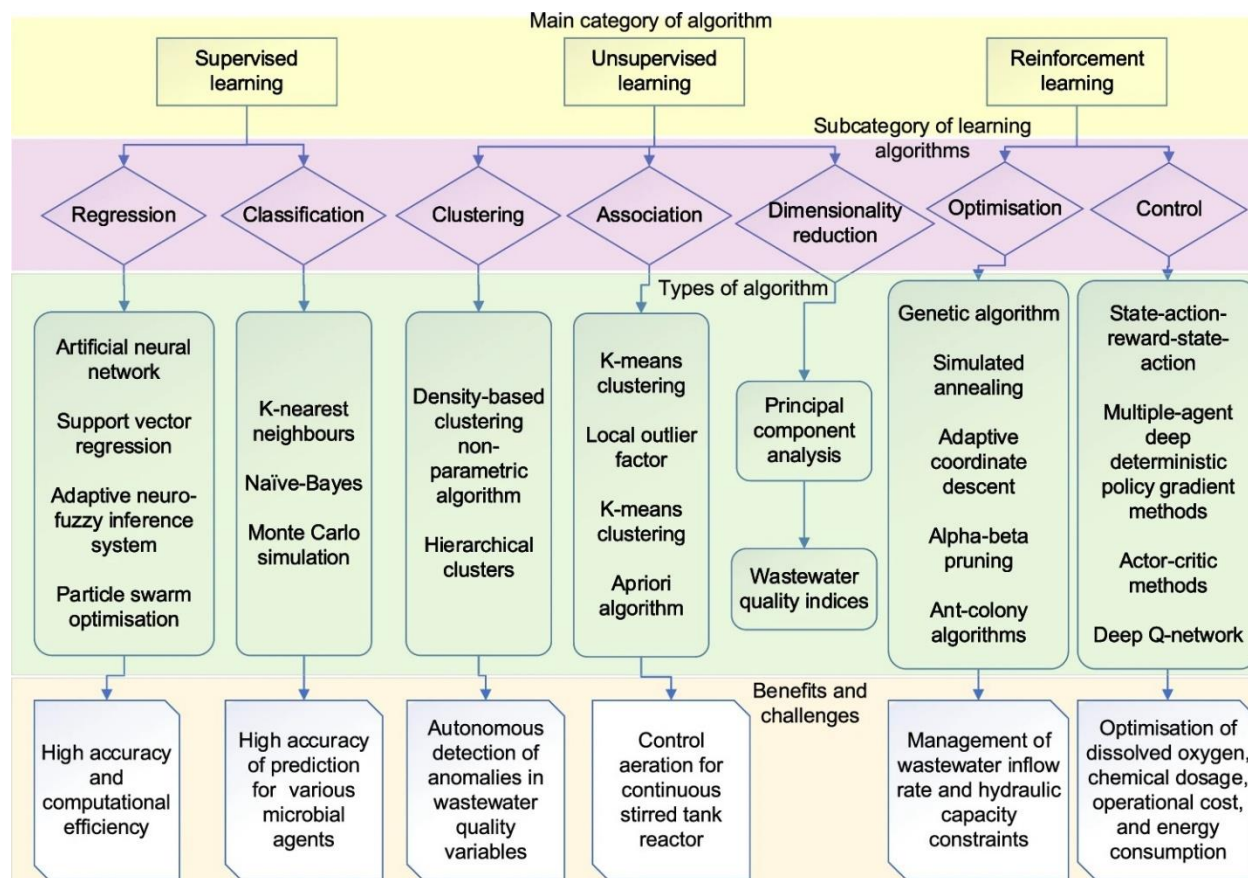 Main category of algorithm
Supervised
learning
Unsupervised
learning
Reinforcement
learning
Subcategory of learning
algorithms
Regression
Classification
Clustering
Association
Dimensionality
reduction
Optimisation
Control
Types of algorithm
Artificial neural
network
Support vector
regression
Adaptive neuro-
fuzzy inference
system
Particle swarm
optimisation
K-nearest
neighbours
Naïve-Bayes
Monte Carlo
simulation
Density-based
clustering
non-
parametric
algorithm
Hierarchical
clusters
K-means
clustering
Local outlier
factor
K-means
clustering
Apriori
algorithm
Principal
component
analysis
Wastewater
quality indices
Genetic algorithm
Simulated
annealing
Adaptive
coordinate
descent
Alpha-beta
pruning
Ant-colony
algorithms
State-action-
reward-state-
action
Multiple-agent
deep
deterministic
policy gradient
methods
Actor-critic
methods
Deep Q-network
Benefits and
challenges
High accuracy
and
computational
efficiency
High accuracy
of prediction
for various
microbial
agents
Autonomous
detection of
anomalies in
wastewater
quality
variables
Control
aeration for
continuous
stirred tank
reactor
Management of
wastewater inflow
rate and hydraulic
capacity
constraints
Optimisation of
dissolved oxygen,
chemical dosage,
operational cost,
and energy
consumption